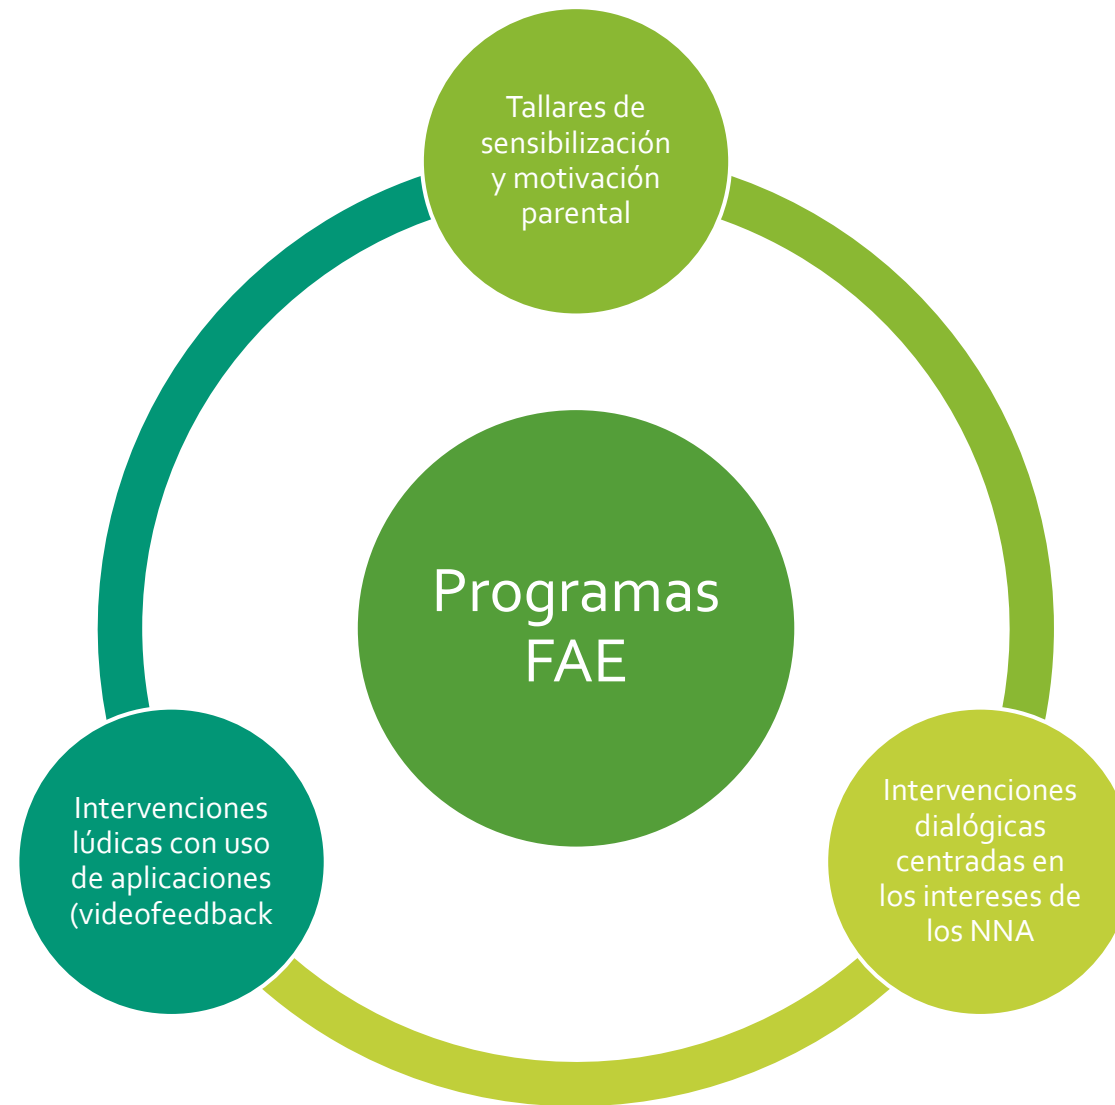 Tallares de
sensibilización
y motivación
parental
Programas
FAE
Intervenciones
lúdicas con uso
de aplicaciones
(videofeedback
Intervenciones
dialógicas
centradas en
los intereses de
los NNA